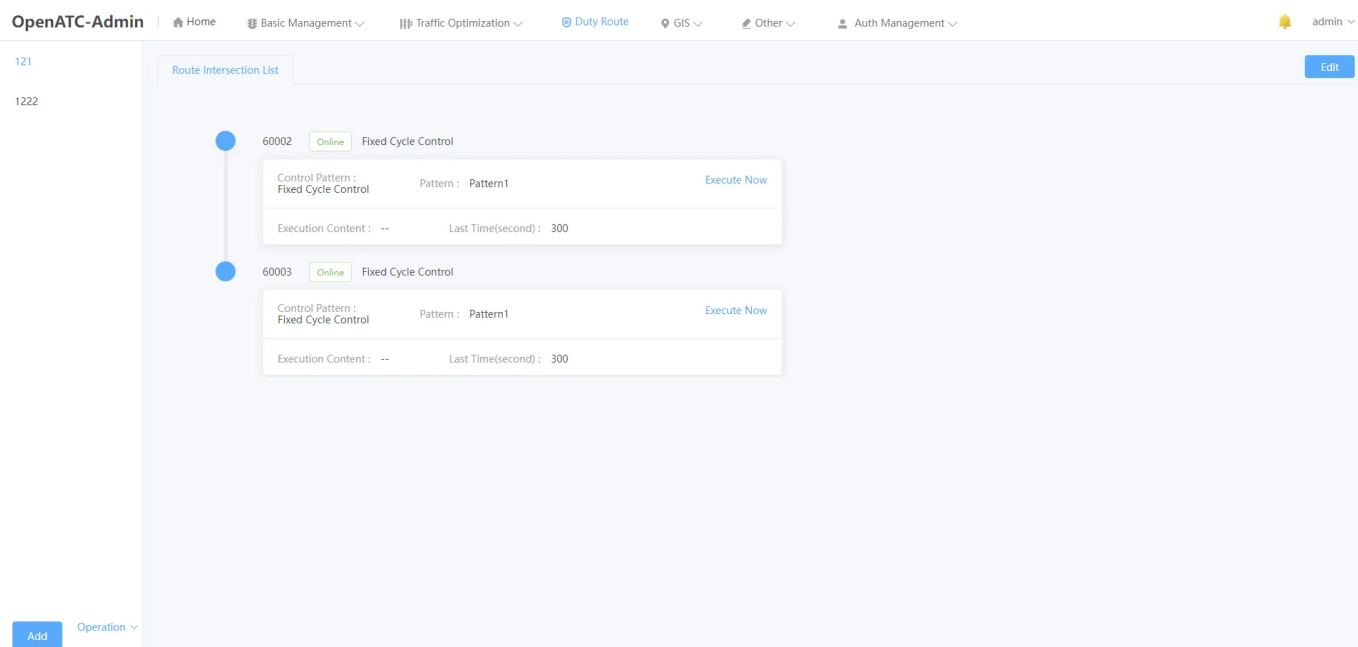 OpenATC-Admin Home Basic Management Traffic Optimization Duty Route GIS Other Auth Management admin
121
1222
Route Intersection List
Edit
60002 Online Fixed Cycle Control
Control Pattern :
Fixed Cycle Control
Pattern : Pattern1
Execute Now
Execution Content : -- Last Time(second) : 300
60003 Online Fixed Cycle Control
Control Pattern :
Fixed Cycle Control
Pattern : Pattern1
Execute Now
Execution Content : -- Last Time(second) : 300
Add
Operation